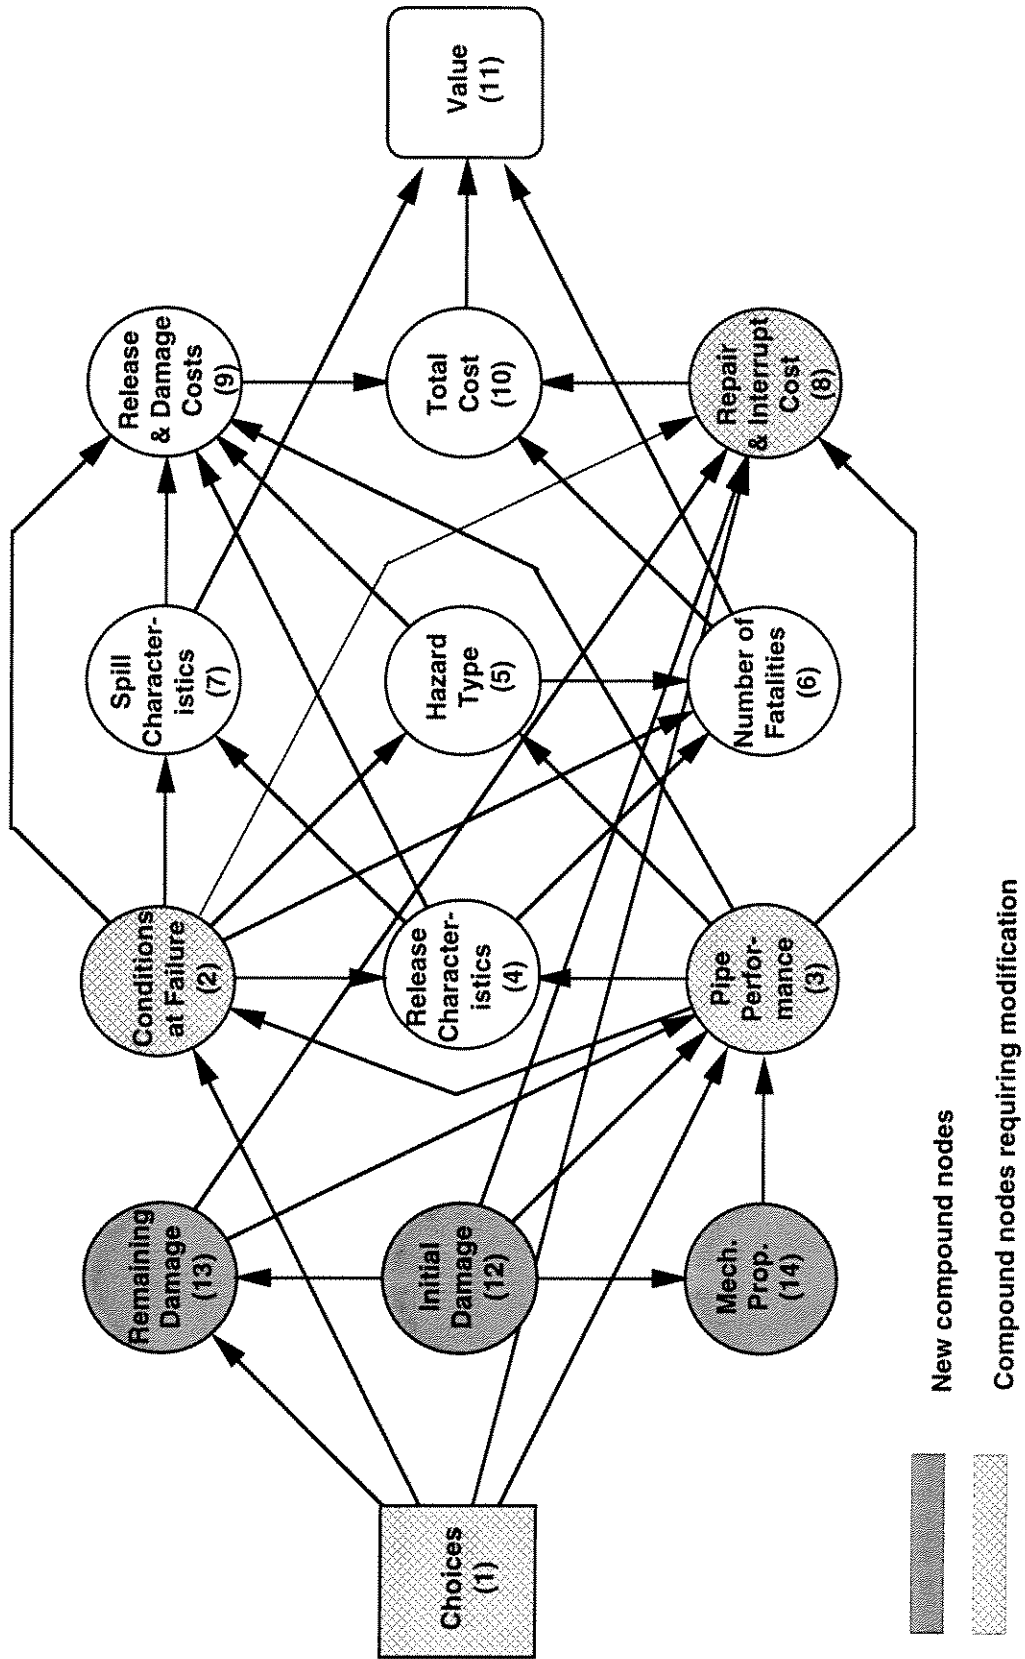 Choices
(1)
Remaining
Damage
(13)
Initial
Damage
(12)
Mech.
Prop.
(14)
Conditions
at Failure
(2)
Release
Character-
istics
(4)
Pipe
Perfor-
mance
(3)
Spill
Character-
istics
(7)
Hazard
Type
(5)
Number of
Fatalities
(6)
Release
& Damage
Costs
(9)
Total
Cost
(10)
Repair
& Interrupt
Cost
(8)
Value
(11)
New compound nodes
Compound nodes requiring modification